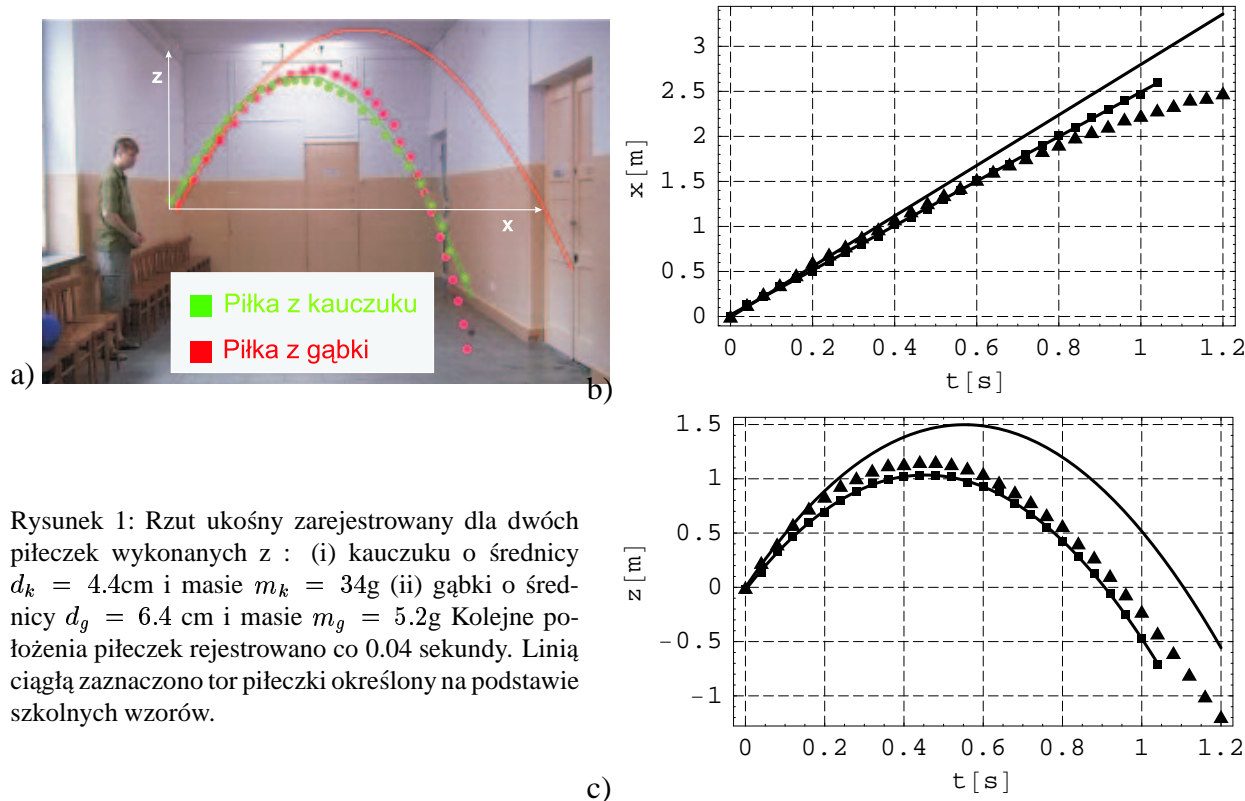 z
x
Piłka z kauczuku
Piłka z gąbki
a)
Rysunek 1: Rzut ukośny zarejestrowany dla dwóch
piłeczek wykonanych z : (i) kauczuku o średnicy
d_k = 4.4cm i masie m_k = 34g (ii) gąbki o śred-
nicy d_g = 6.4 cm i masie m_g = 5.2g Kolejne po-
łożenia piłeczek rejestrowano co 0.04 sekundy. Linią
ciągłą zaznaczono tor piłeczki określony na podstawie
szkolnych wzorów.
x[m]
3
2.5
2
1.5
1
0.5
0
0 0.2 0.4 0.6 0.8 1 1.2
t[s]
b)
z[m]
1.5
1
0.5
0
-0.5
-1
0 0.2 0.4 0.6 0.8 1 1.2
t[s]
c)